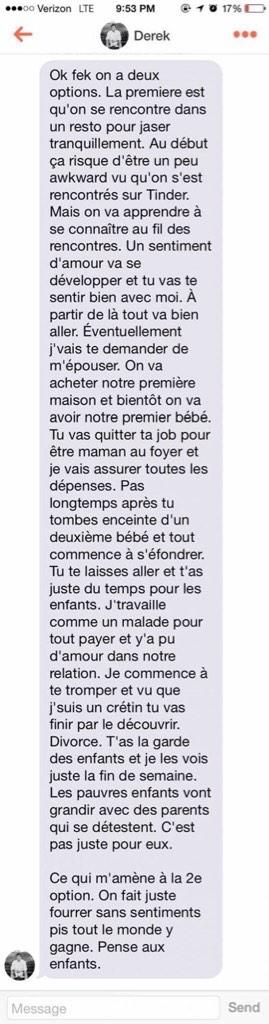 ●●●○○ Verizon LTE 9:53 PM 17%
Derek
Ok fek on a deux
options. La premiere est
qu'on se rencontre dans
un resto pour jaser
tranquillement. Au début
ça risque d'être un peu
awkward vu qu'on s'est
rencontrés sur Tinder.
Mais on va apprendre à
se connaître au fil des
rencontres. Un sentiment
d'amour va se
développer et tu vas te
sentir bien avec moi. À
partir de là tout va bien
aller. Éventuellement
j'vais te demander de
m'épouser. On va
acheter notre première
maison et bientôt on va
avoir notre premier bébé.
Tu vas quitter ta job pour
être maman au foyer et
je vais assurer toutes les
dépenses. Pas
longtemps après tu
tombes enceinte d'un
deuxième bébé et tout
commence à s'éfondrer.
Tu te laisses aller et t'as
juste du temps pour les
enfants. J'travaille
comme un malade pour
tout payer et y'a pu
d'amour dans notre
relation. Je commence à
te tromper et vu que
j'suis un crétin tu vas
finir par le découvrir.
Divorce. T'as la garde
des enfants et je les vois
juste la fin de semaine.
Les pauvres enfants vont
grandir avec des parents
qui se détestent. C'est
pas juste pour eux.
Ce qui m'amène à la 2e
option. On fait juste
fourrer sans sentiments
pis tout le monde y
gagne. Pense aux
enfants.
Message Send